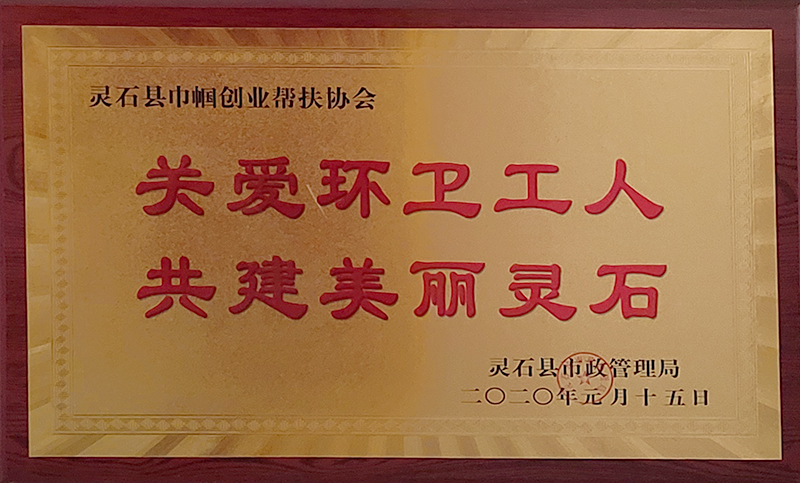 灵石县巾帼创业帮扶协会
关爱环卫工人
共建美丽灵石
灵石县市政管理局
二〇二〇年元月十五日